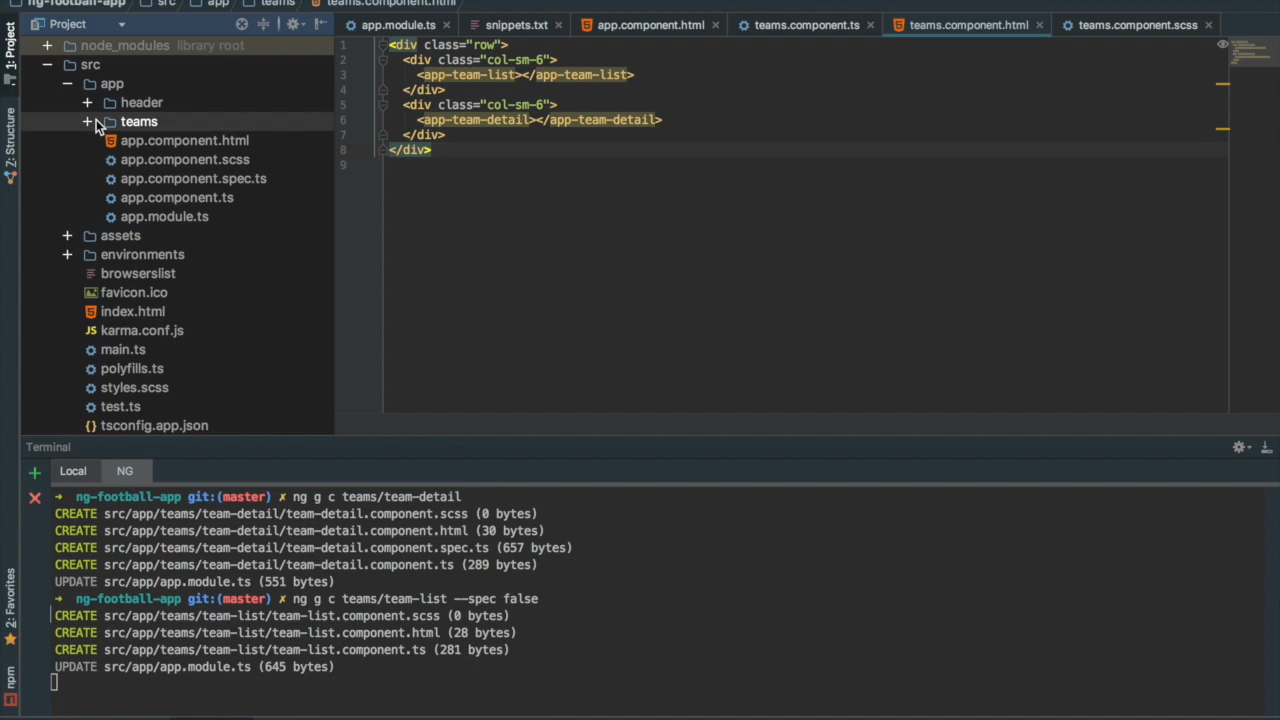 ng-football-app src app teams teams.component.html
1: Project
Project
app.module.ts snippets.txt app.component.html teams.component.ts teams.component.html teams.component.scss
node_modules library root
src
app
header
teams
app.component.html
app.component.scss
app.component.spec.ts
app.component.ts
app.module.ts
assets
environments
browserslist
favicon.ico
index.html
JS karma.conf.js
main.ts
polyfills.ts
styles.scss
test.ts
{} tsconfig.app.json
1 <div class="row">
2 <div class="col-sm-6">
3 <app-team-list></app-team-list>
4 </div>
5 <div class="col-sm-6">
6 <app-team-detail></app-team-detail>
7 </div>
8 </div>
9
Z: Structure
2: Favorites
npm
Terminal
Local NG
➜ ng-football-app git:(master) ✗ ng g c teams/team-detail
CREATE src/app/teams/team-detail/team-detail.component.scss (0 bytes)
CREATE src/app/teams/team-detail/team-detail.component.html (30 bytes)
CREATE src/app/teams/team-detail/team-detail.component.spec.ts (657 bytes)
CREATE src/app/teams/team-detail/team-detail.component.ts (289 bytes)
UPDATE src/app/app.module.ts (551 bytes)
➜ ng-football-app git:(master) ✗ ng g c teams/team-list --spec false
CREATE src/app/teams/team-list/team-list.component.scss (0 bytes)
CREATE src/app/teams/team-list/team-list.component.html (28 bytes)
CREATE src/app/teams/team-list/team-list.component.ts (281 bytes)
UPDATE src/app/app.module.ts (645 bytes)